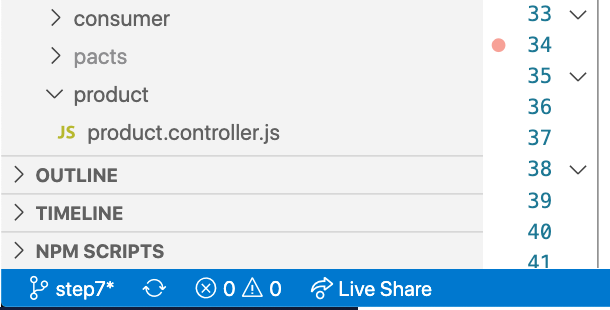 consumer
pacts
product
JS product.controller.js
OUTLINE
TIMELINE
NPM SCRIPTS
33
34
35
36
37
38
39
40
41
step7* 0 0 Live Share